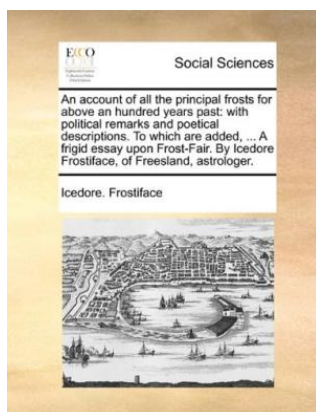 ECCO
Social Sciences
An account of all the principal frosts for
above an hundred years past: with
political remarks and poetical
descriptions. To which are added, ... A
frigid essay upon Frost-Fair. By Icedore
Frostiface, of Freesland, astrologer.
Icedore. Frostiface